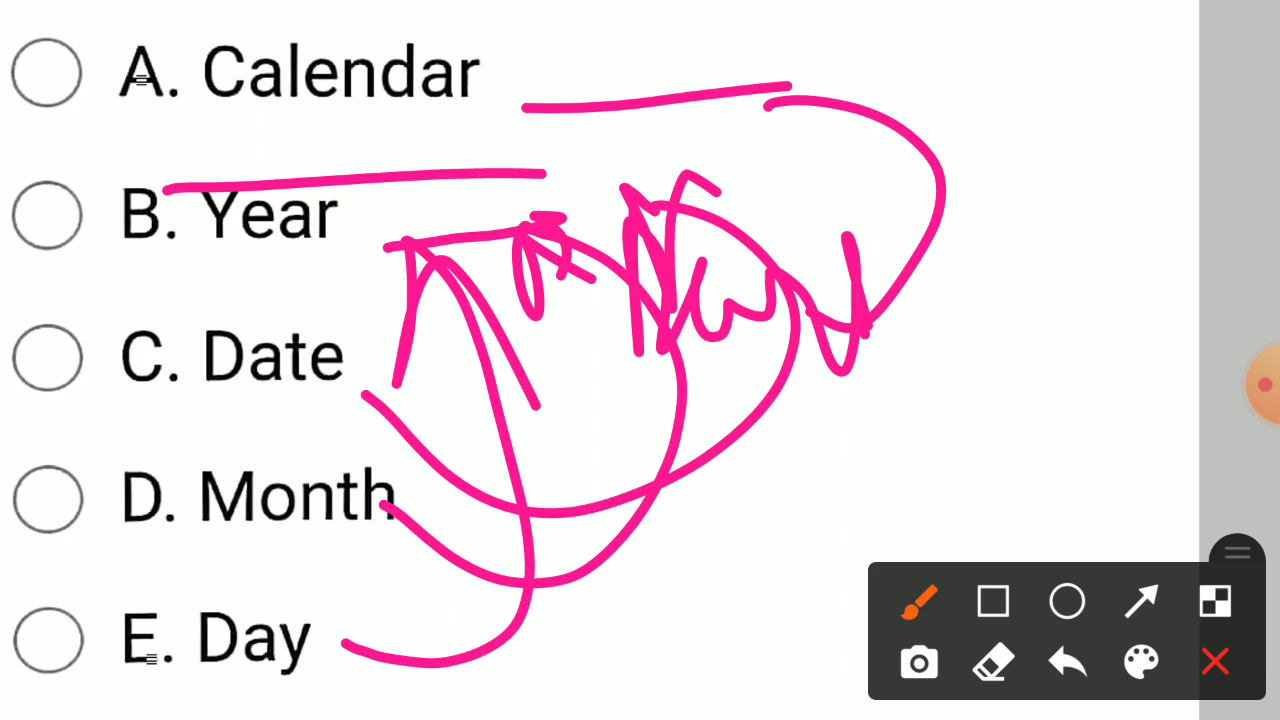 A. Calendar
B. Year
C. Date
D. Month
E. Day